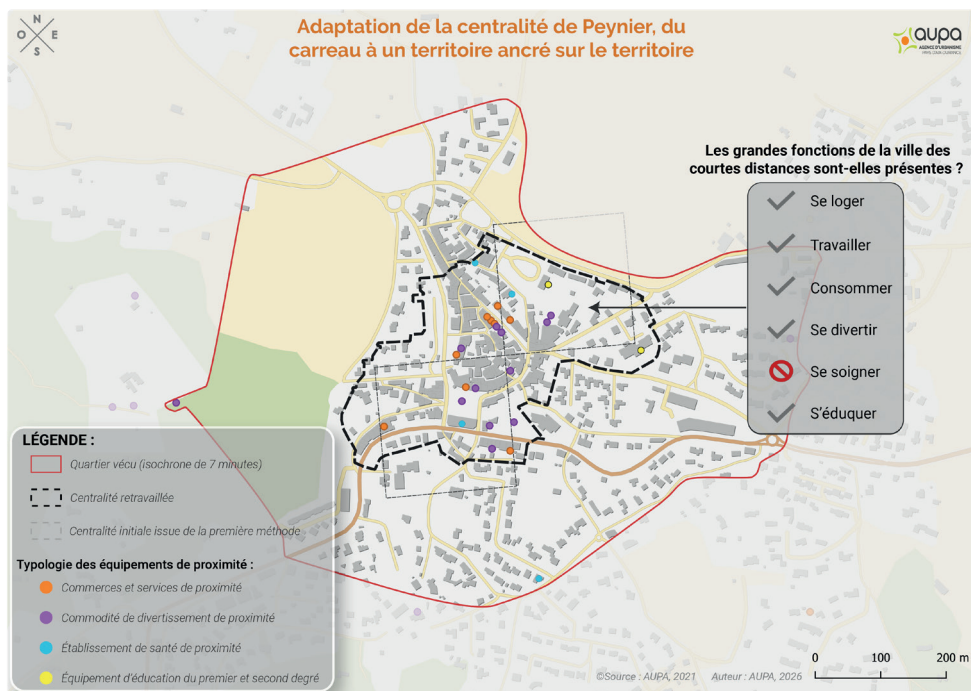 N
O
E
S
Adaptation de la centralité de Peynier, du
carreau à un territoire ancré sur le territoire
aupa
AGENCE D'URBANISME
PAYS D'AIX-DURANCE
Les grandes fonctions de la ville des
courtes distances sont-elles présentes ?
Se loger
Travailler
Consommer
Se divertir
Se soigner
S'éduquer
LÉGENDE :
Quartier vécu (isochrone de 7 minutes)
Centralité retravaillée
Centralité initiale issue de la première méthode
Typologie des équipements de proximité :
Commerces et services de proximité
Commodité de divertissement de proximité
Établissement de santé de proximité
Équipement d'éducation du premier et second degré
©Source : AUPA, 2021 Auteur : AUPA, 2026
0 100 200 m